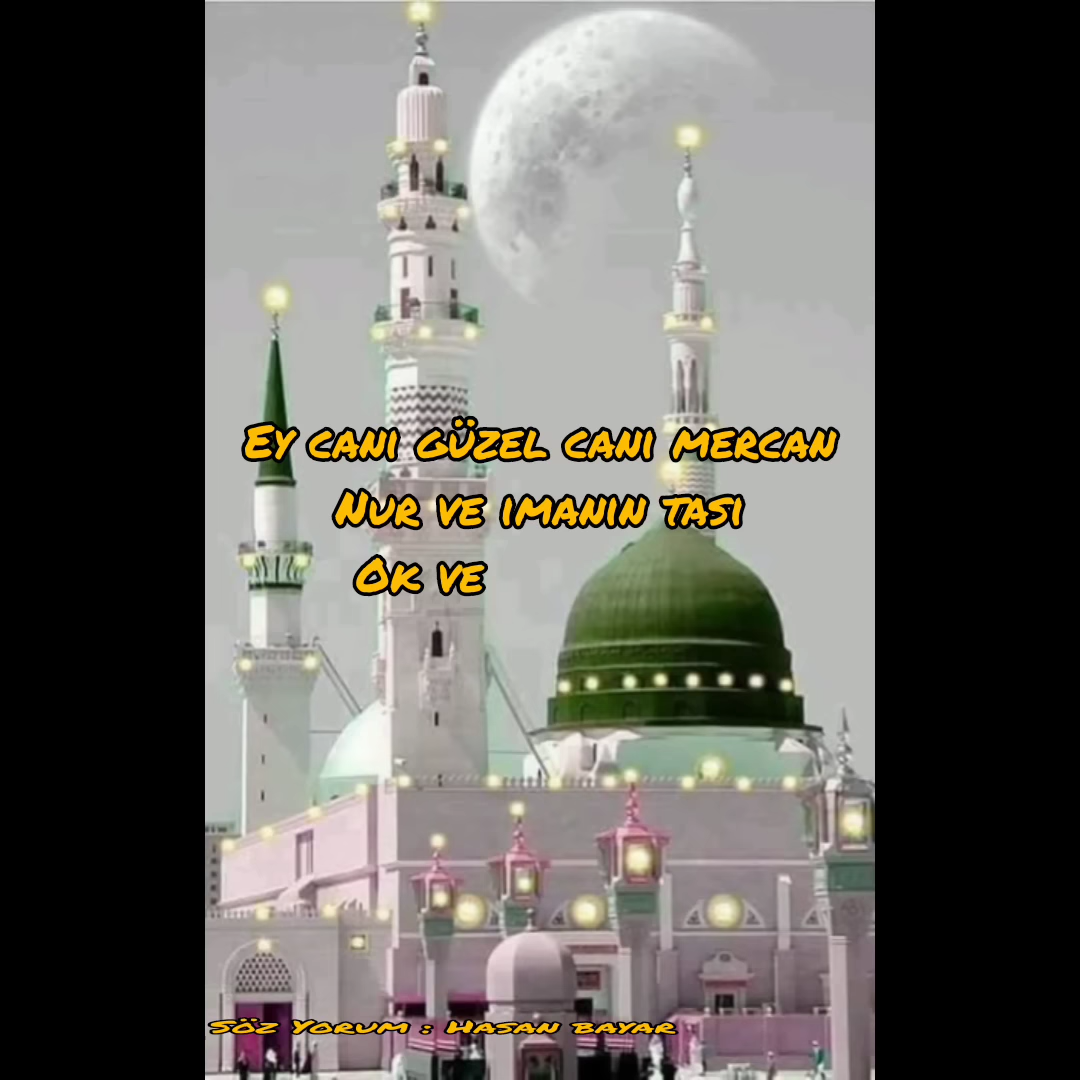 Ey canı güzel canı mercan
Nur ve imanın tası
Ok ve
Söz Yorum : Hasan bayar